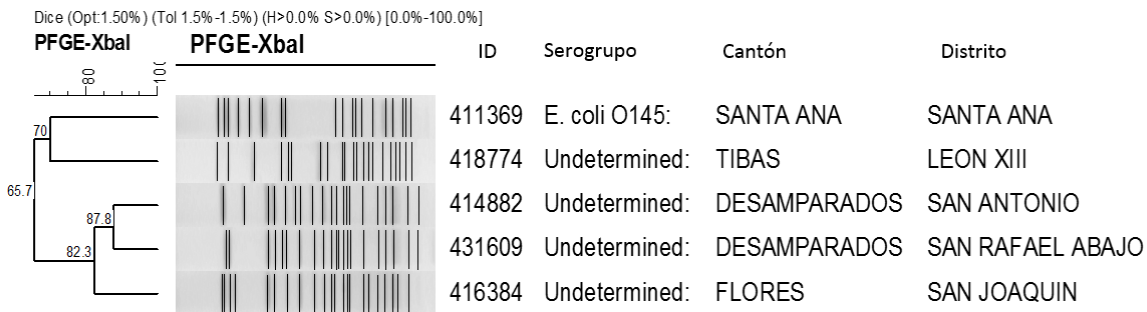 Dice (Opt:1.50%) (Tol 1.5%-1.5%) (H>0.0% S>0.0%) [0.0%-100.0%]
PFGE-XbaI PFGE-XbaI ID Serogrupo Cantón Distrito
80 100
411369 E. coli O145: SANTA ANA SANTA ANA
70
418774 Undetermined: TIBAS LEON XIII
65.7
414882 Undetermined: DESAMPARADOS SAN ANTONIO
87.8
431609 Undetermined: DESAMPARADOS SAN RAFAEL ABAJO
82.3
416384 Undetermined: FLORES SAN JOAQUIN